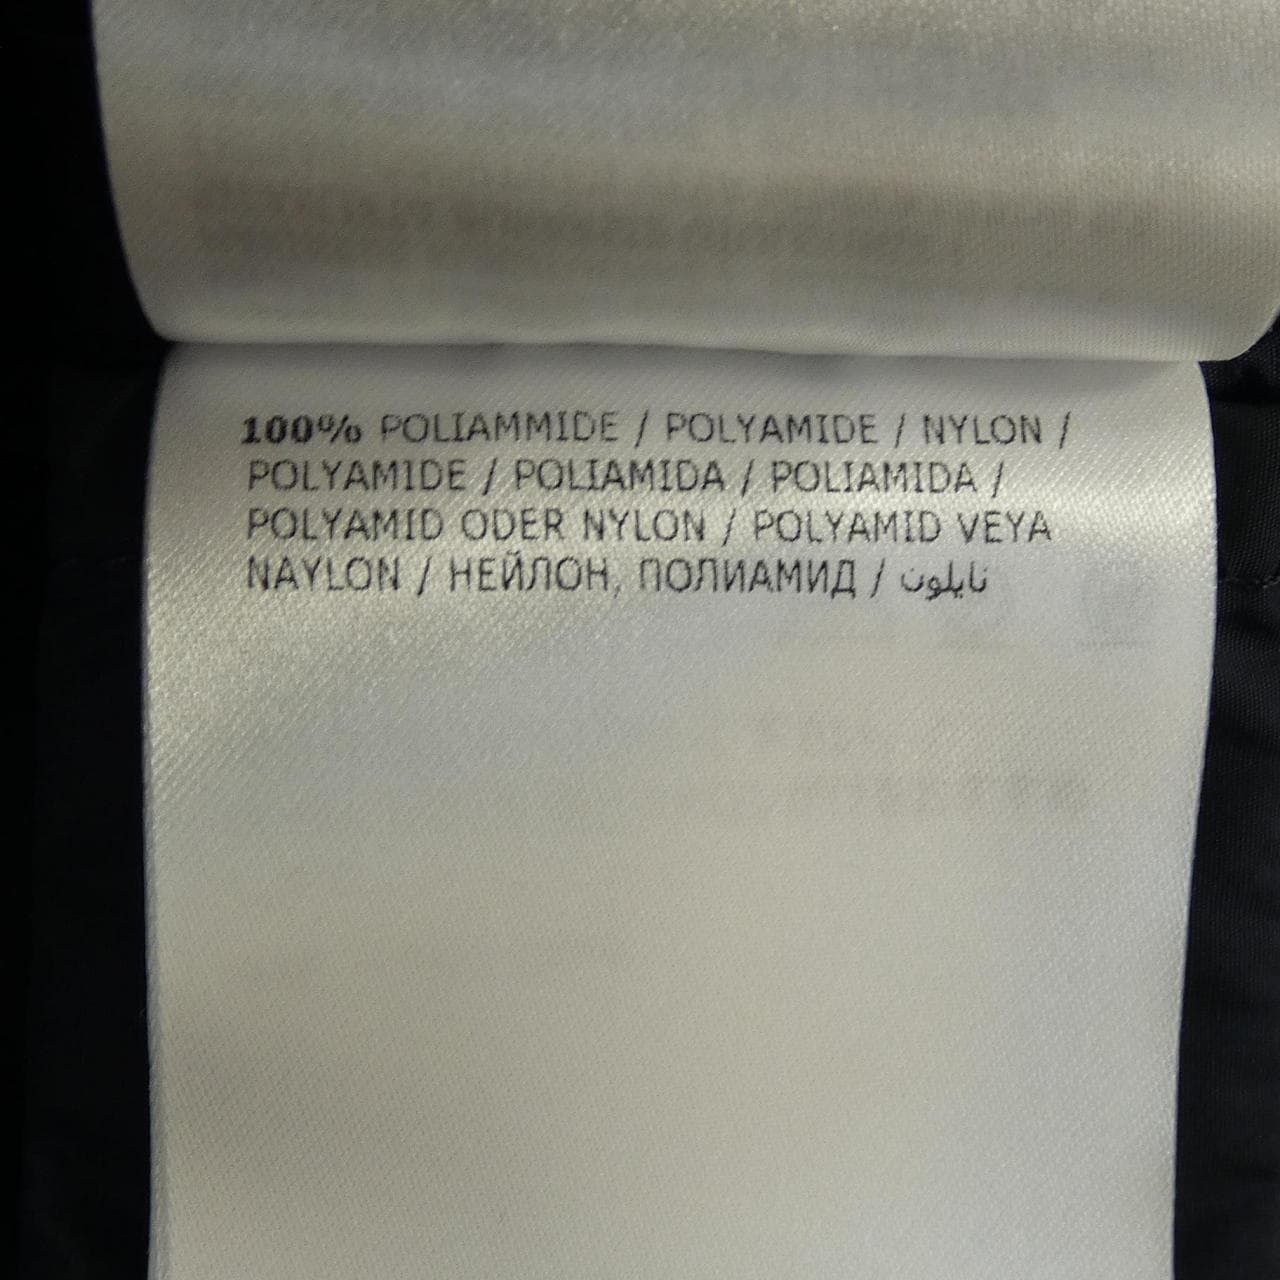 100% POLIAMMIDE / POLYAMIDE / NYLON /
POLYAMIDE / POLIAMIDA / POLIAMIDA /
POLYAMID ODER NYLON / POLYAMID VEYA
NAYLON / НЕЙЛОН, ПОЛИАМИД / نايلون